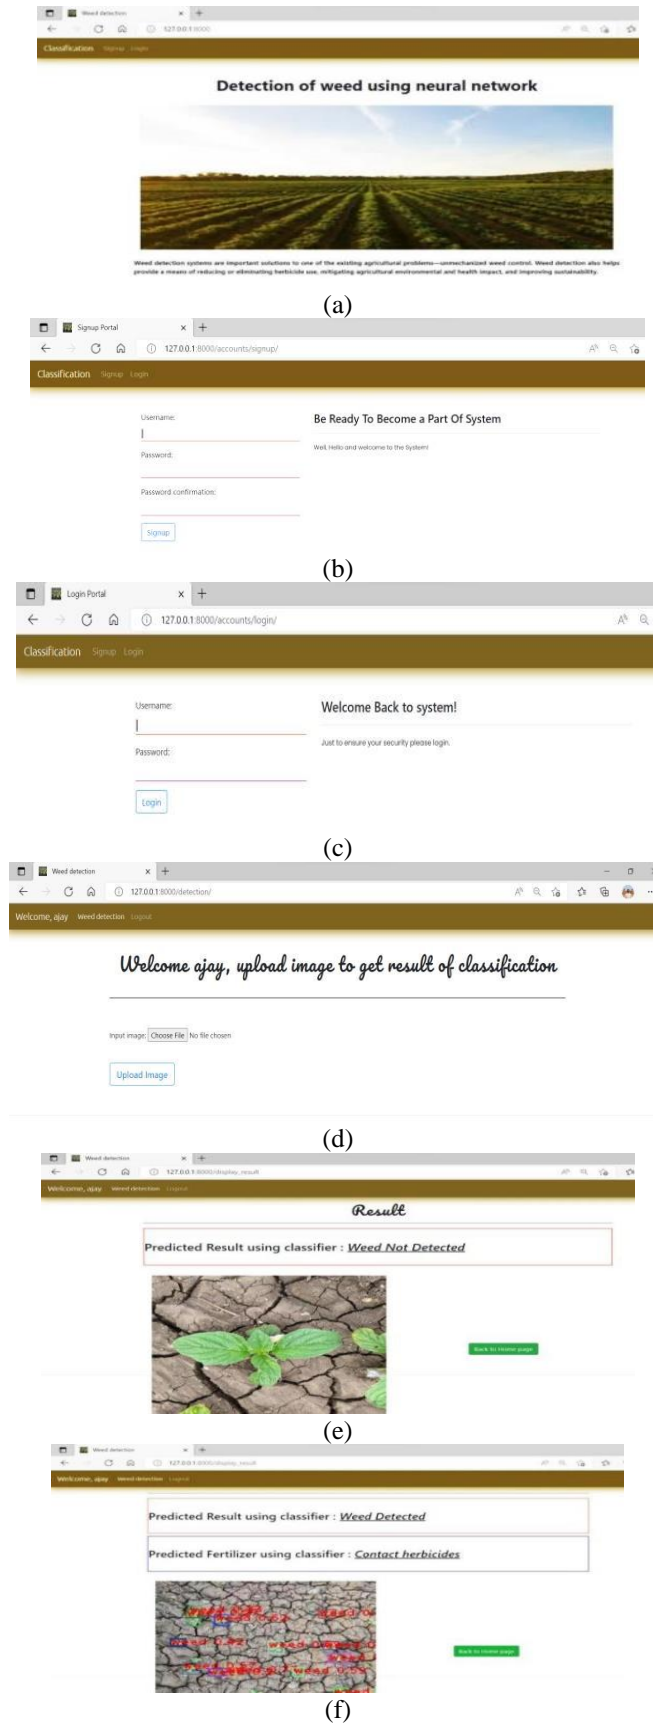 Weed detection
127.0.0.1:8000
Classification Signup Login
Detection of weed using neural network
Weed detection systems are important solutions to one of the existing agricultural problems—unmechanized weed control. Weed detection also helps
provide a means of reducing or eliminating herbicide use, mitigating agricultural environmental and health impact, and improving sustainability.
(a)
Signup Portal
127.0.0.1:8000/accounts/signup/
Classification Signup Login
Username:
Be Ready To Become a Part Of System
Well, Hello and welcome to the System!
Password:
Password confirmation:
Signup
(b)
Login Portal
127.0.0.1:8000/accounts/login/
Classification Signup Login
Username:
Welcome Back to system!
Just to ensure your security please login.
Password:
Login
(c)
Weed detection
127.0.0.1:8000/detection/
Welcome, ajay Weed detection Logout
Welcome ajay, upload image to get result of classification
Input image: Choose File No file chosen
Upload Image
(d)
Weed detection
127.0.0.1:8000/display_result
Welcome, ajay Weed detection Logout
Result
Predicted Result using classifier : Weed Not Detected
Back to Home page
(e)
Weed detection
127.0.0.1:8000/display_result
Welcome, ajay Weed detection Logout
Predicted Result using classifier : Weed Detected
Predicted Fertilizer using classifier : Contact herbicides
Back to Home page
(f)